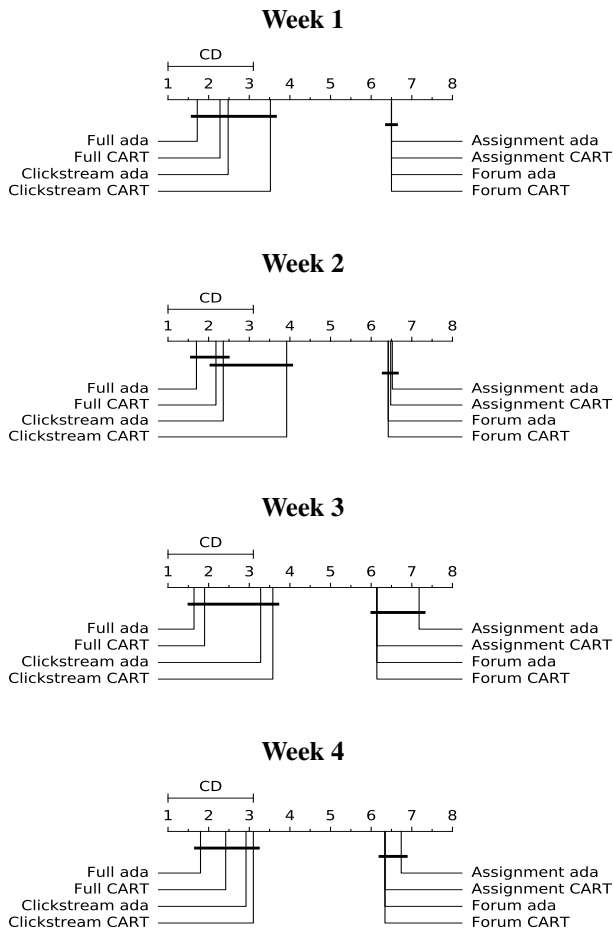 Week 1
CD
1 2 3 4 5 6 7 8
Full ada Assignment ada
Full CART Assignment CART
Clickstream ada Forum ada
Clickstream CART Forum CART
Week 2
CD
1 2 3 4 5 6 7 8
Full ada Assignment ada
Full CART Assignment CART
Clickstream ada Forum ada
Clickstream CART Forum CART
Week 3
CD
1 2 3 4 5 6 7 8
Full ada Assignment ada
Full CART Assignment CART
Clickstream ada Forum ada
Clickstream CART Forum CART
Week 4
CD
1 2 3 4 5 6 7 8
Full ada Assignment ada
Full CART Assignment CART
Clickstream ada Forum ada
Clickstream CART Forum CART